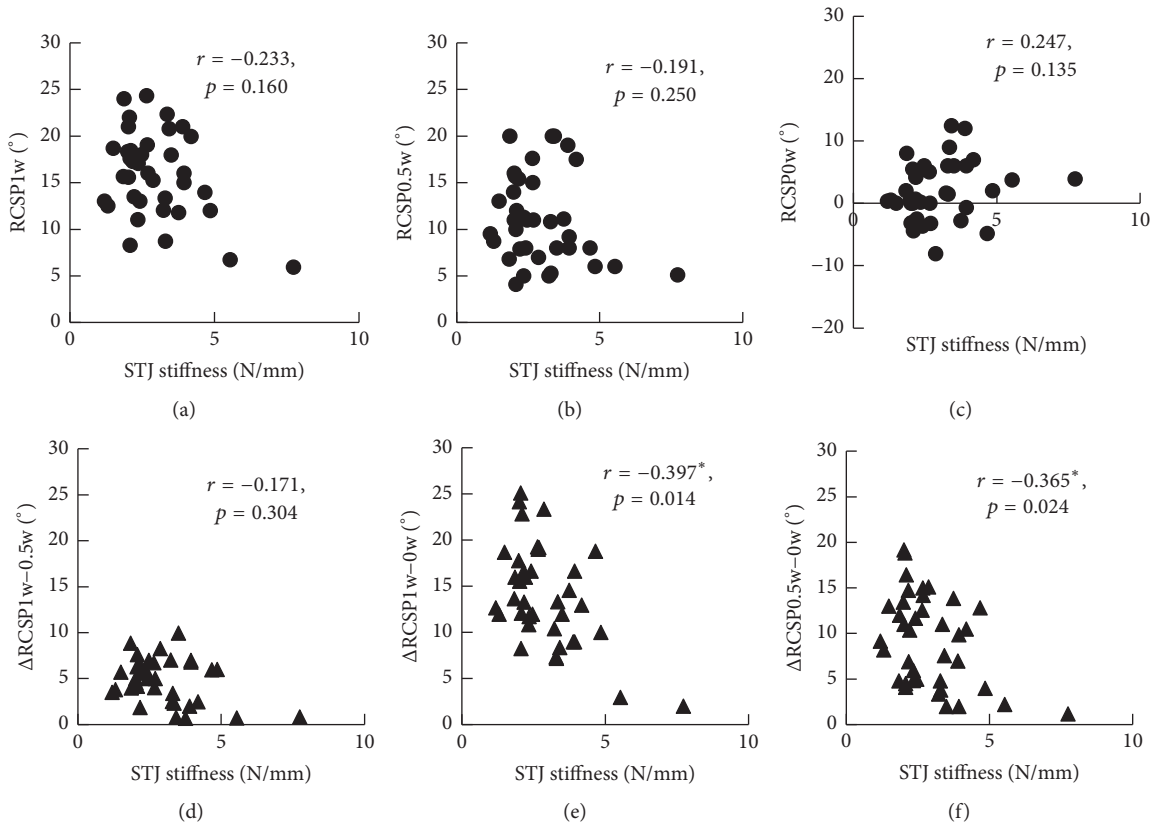 30
25
20
15
10
5
0
RCSP1w (°)
r = −0.233,
p = 0.160
0
5
10
STJ stiffness (N/mm)
(a)
30
25
20
15
10
5
0
RCSP0.5w (°)
r = −0.191,
p = 0.250
0
5
10
STJ stiffness (N/mm)
(b)
30
20
10
0
−10
−20
RCSP0w (°)
r = 0.247,
p = 0.135
5
10
STJ stiffness (N/mm)
(c)
30
25
20
15
10
5
0
ΔRCSP1w−0.5w (°)
r = −0.171,
p = 0.304
0
5
10
STJ stiffness (N/mm)
(d)
30
25
20
15
10
5
0
ΔRCSP1w−0w (°)
r = −0.397*,
p = 0.014
0
5
10
STJ stiffness (N/mm)
(e)
30
25
20
15
10
5
0
ΔRCSP0.5w−0w (°)
r = −0.365*,
p = 0.024
0
5
10
STJ stiffness (N/mm)
(f)